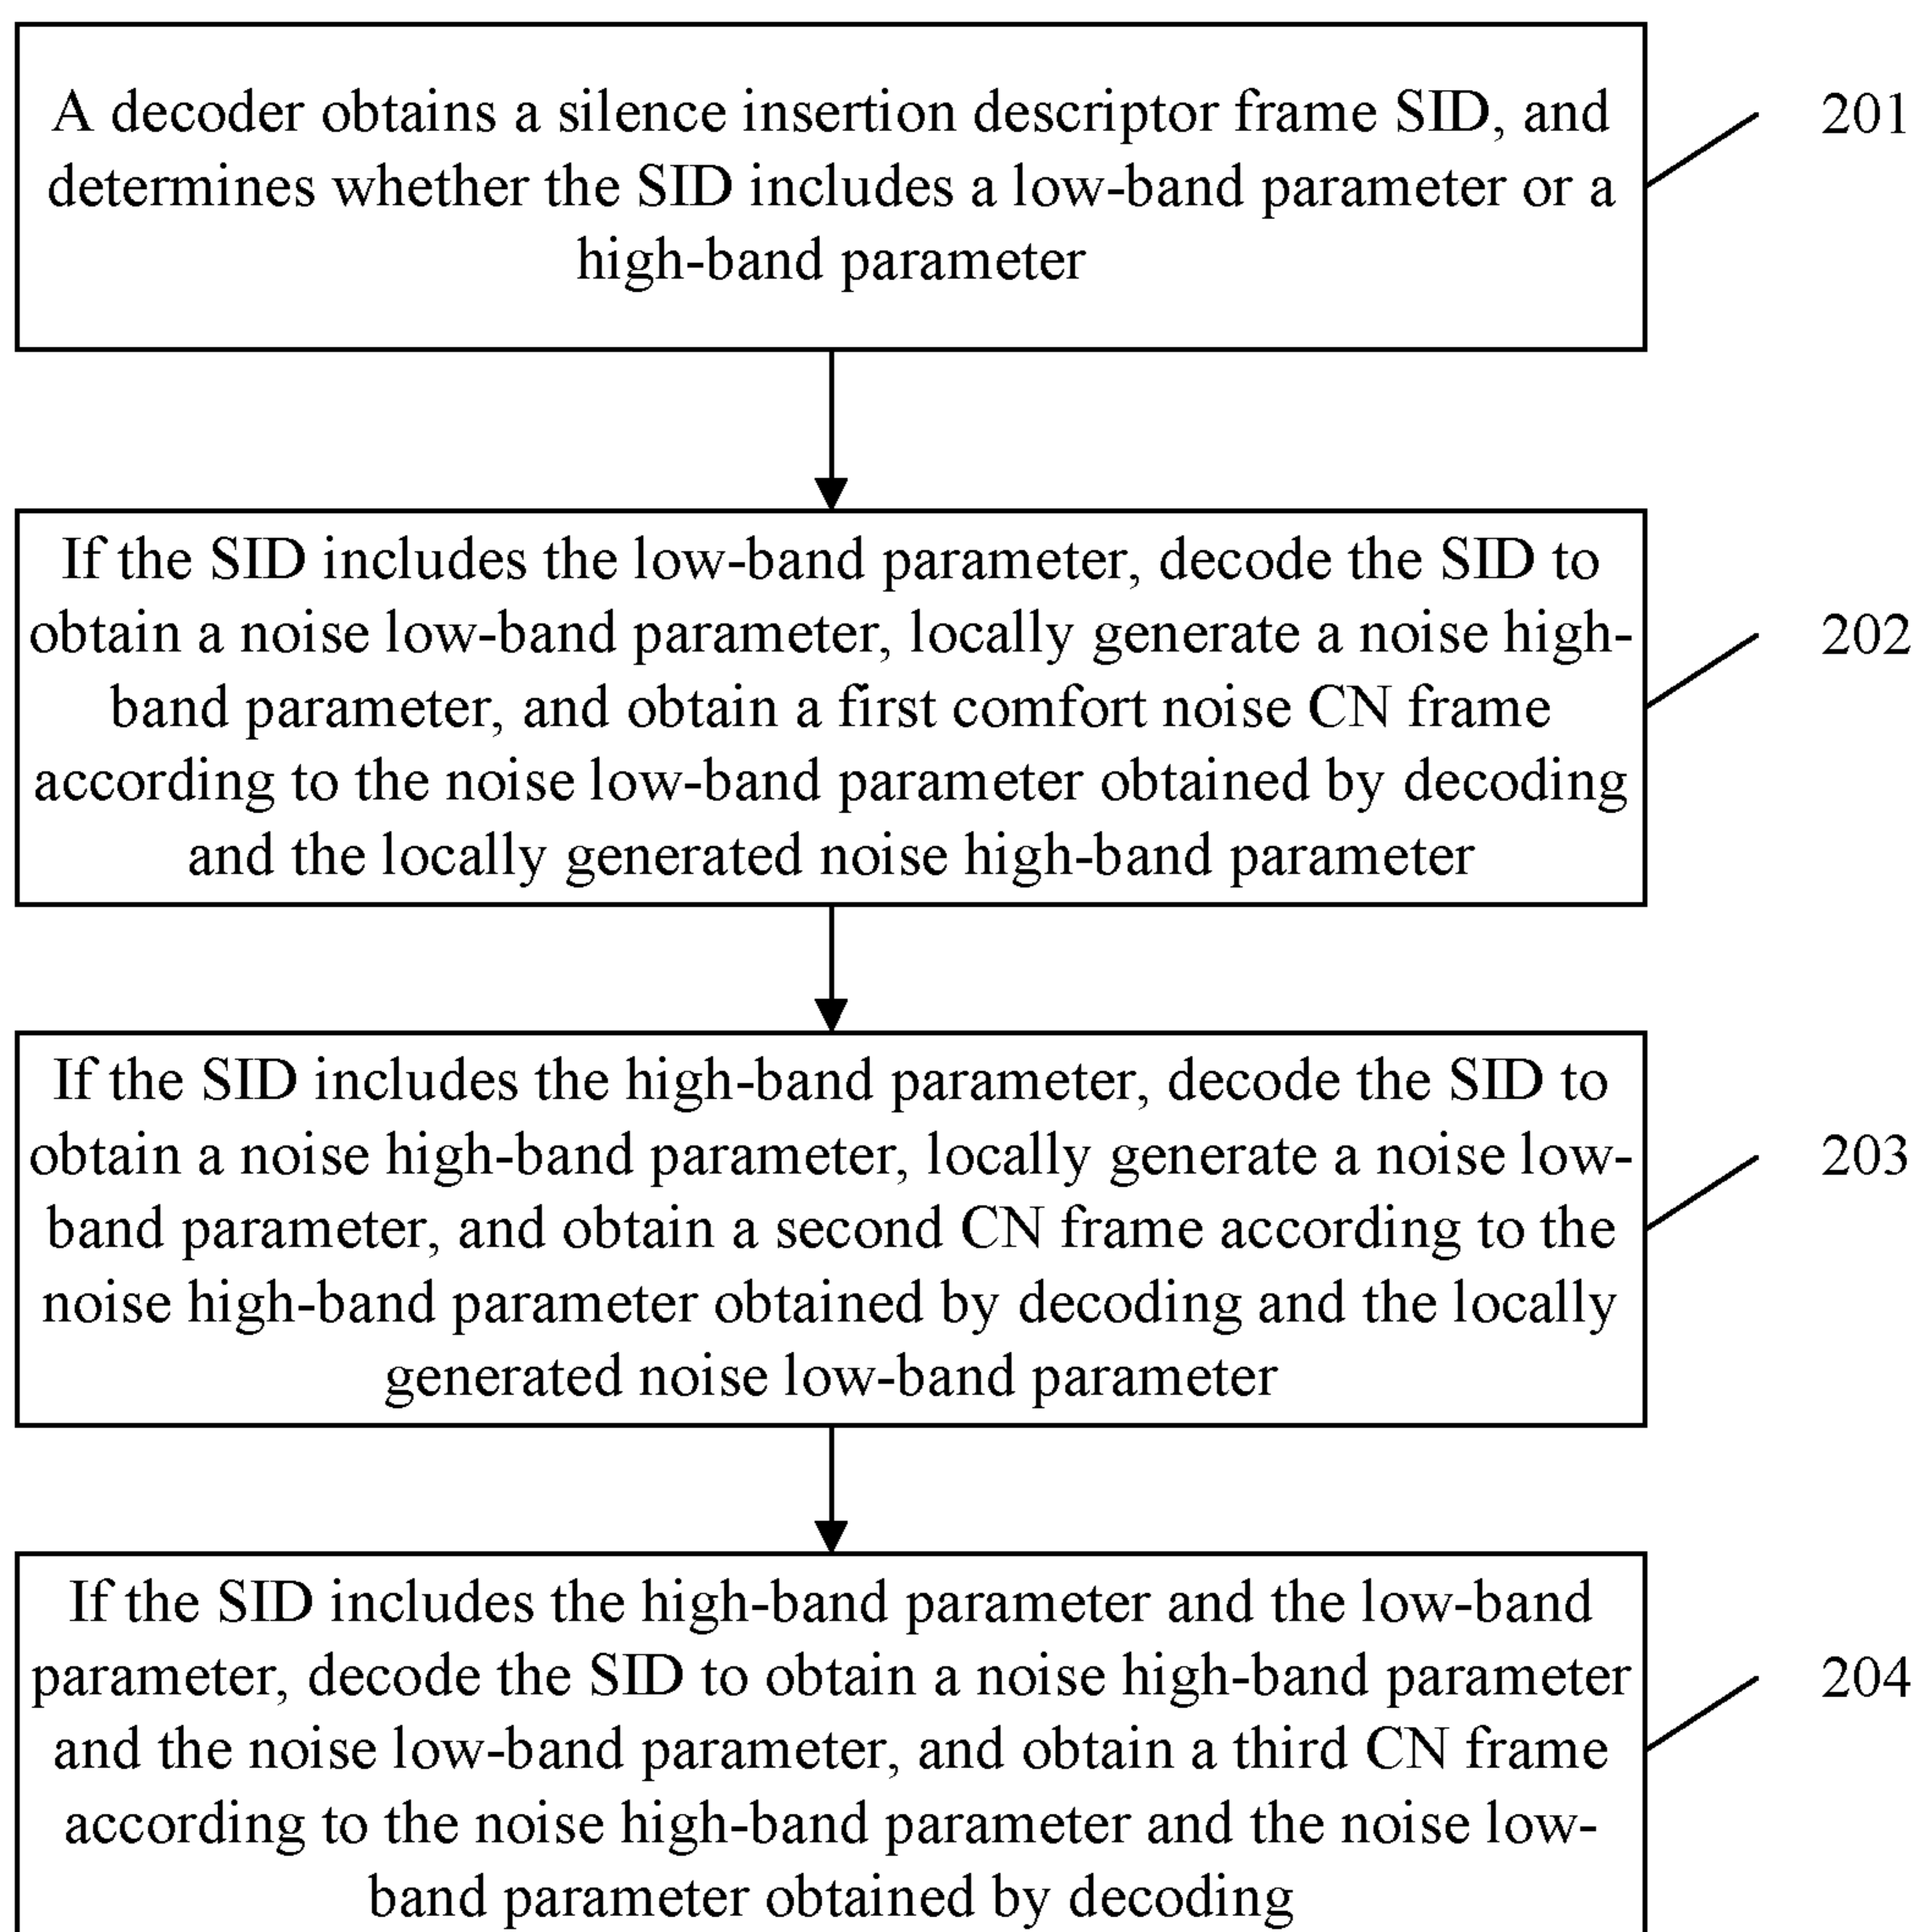 A decoder obtains a silence insertion descriptor frame SID, and
determines whether the SID includes a low-band parameter or a
high-band parameter
201
If the SID includes the low-band parameter, decode the SID to
obtain a noise low-band parameter, locally generate a noise high-
band parameter, and obtain a first comfort noise CN frame
according to the noise low-band parameter obtained by decoding
and the locally generated noise high-band parameter
202
If the SID includes the high-band parameter, decode the SID to
obtain a noise high-band parameter, locally generate a noise low-
band parameter, and obtain a second CN frame according to the
noise high-band parameter obtained by decoding and the locally
generated noise low-band parameter
203
If the SID includes the high-band parameter and the low-band
parameter, decode the SID to obtain a noise high-band parameter
and the noise low-band parameter, and obtain a third CN frame
according to the noise high-band parameter and the noise low-
band parameter obtained by decoding
204